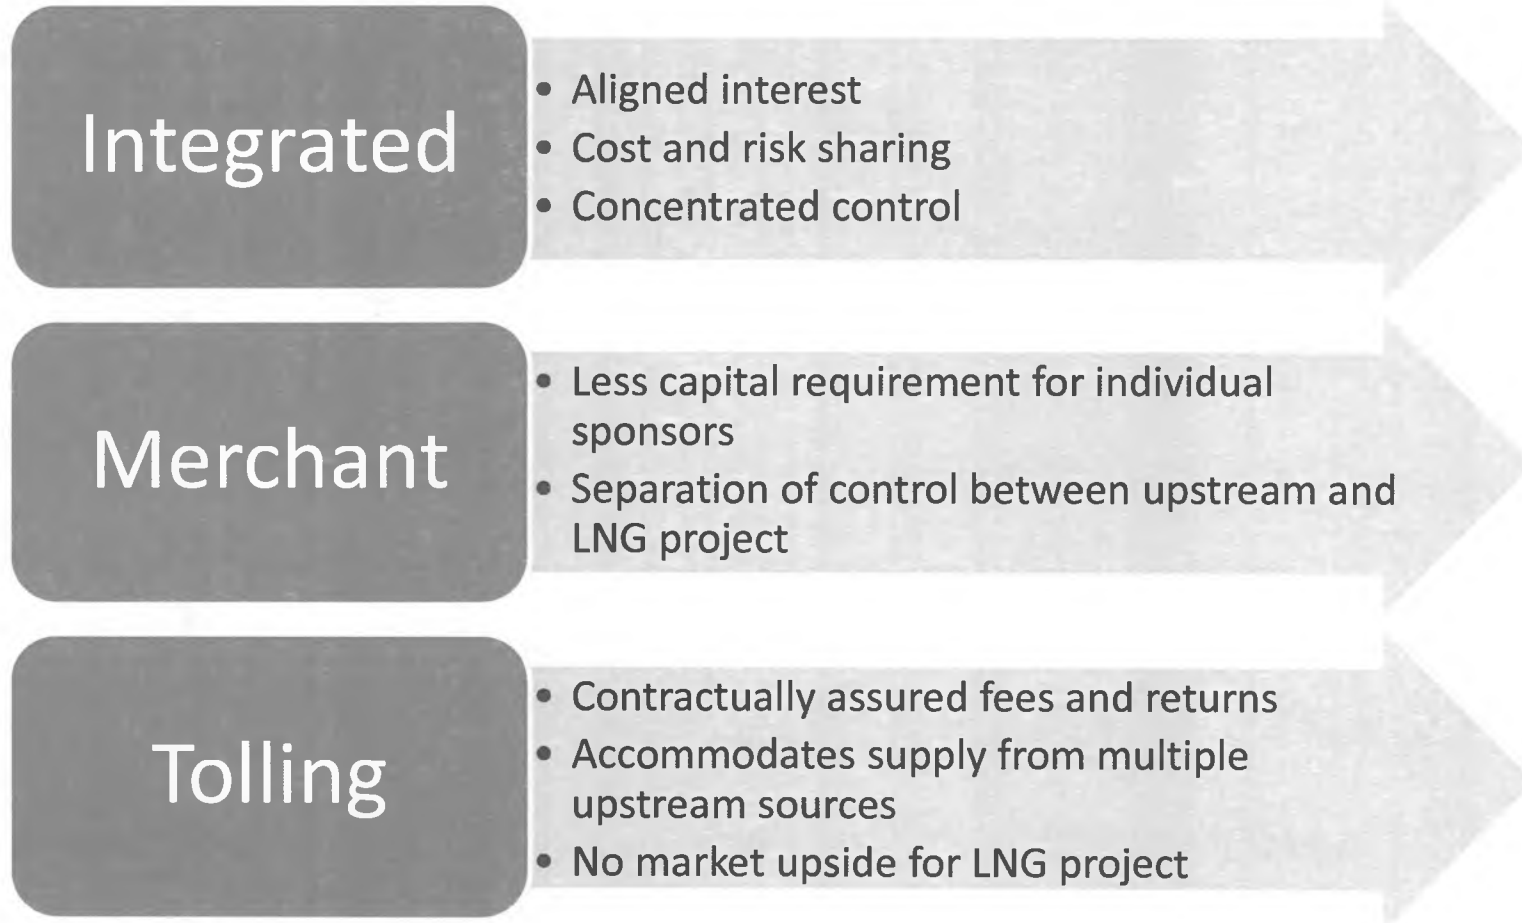 Integrated
• Aligned interest
• Cost and risk sharing
• Concentrated control
Merchant
• Less capital requirement for individual
sponsors
• Separation of control between upstream and
LNG project
Tolling
• Contractually assured fees and returns
• Accommodates supply from multiple
upstream sources
• No market upside for LNG project